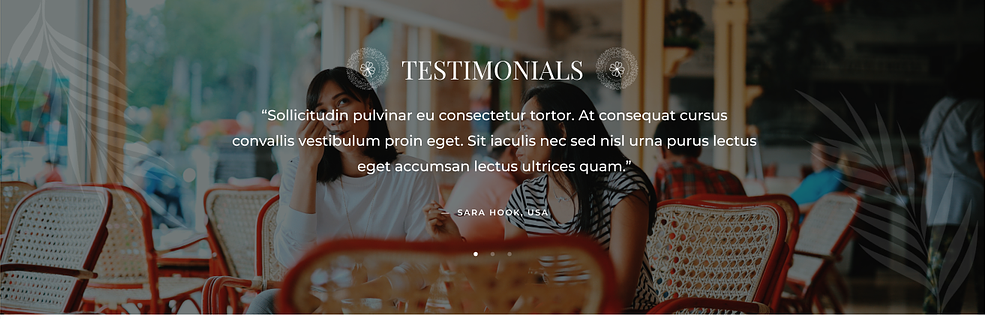 TESTIMONIALS
“Sollicitudin pulvinar eu consectetur tortor. At consequat cursus
convallis vestibulum proin eget. Sit iaculis nec sed nisl urna purus lectus
eget accumsan lectus ultrices quam.”
— SARA HOOK, USA